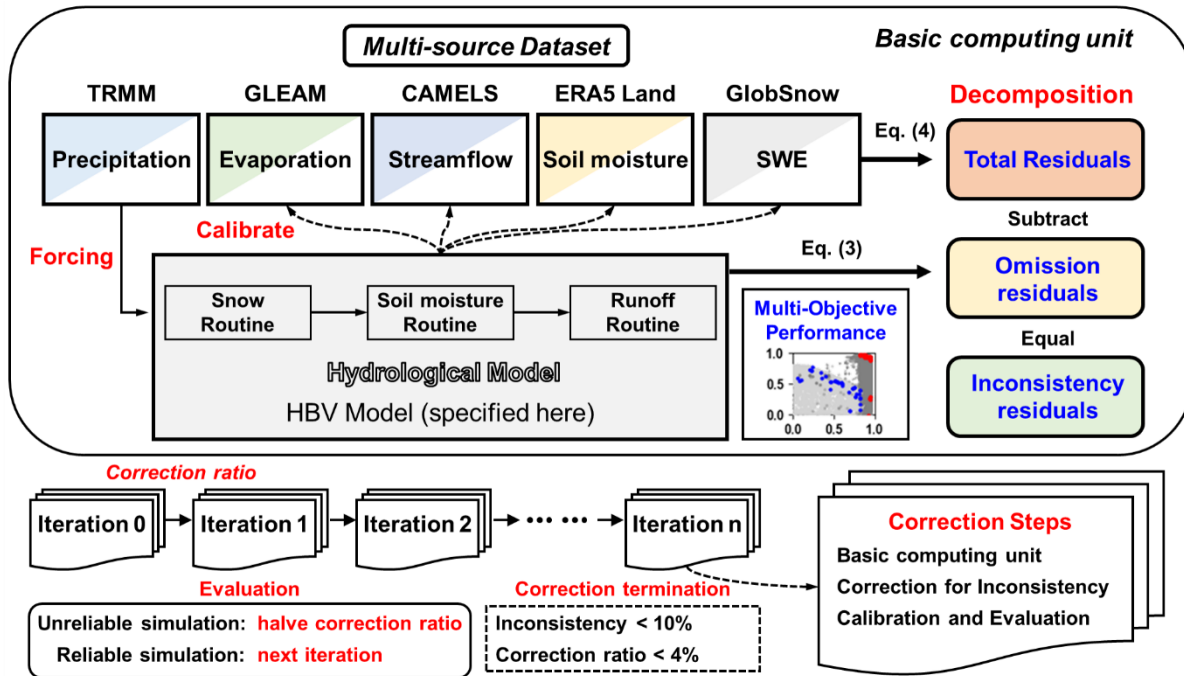 Multi-source Dataset
Basic computing unit
TRMM
GLEAM
CAMELS
ERA5 Land
GlobSnow
Decomposition
Precipitation
Evaporation
Streamflow
Soil moisture
SWE
Eq. (4)
Total Residuals
Subtract
Calibrate
Forcing
Eq. (3)
Omission
residuals
Snow
Routine
Soil moisture
Routine
Runoff
Routine
Hydrological Model
HBV Model (specified here)
Multi-Objective
Performance
1.0
0.5
0.0
0.0
0.5
1.0
Equal
Inconsistency
residuals
Correction ratio
Iteration 0
Iteration 1
Iteration 2
··· ···
Iteration n
Evaluation
Unreliable simulation: halve correction ratio
Reliable simulation: next iteration
Correction termination
Inconsistency < 10%
Correction ratio < 4%
Correction Steps
Basic computing unit
Correction for Inconsistency
Calibration and Evaluation